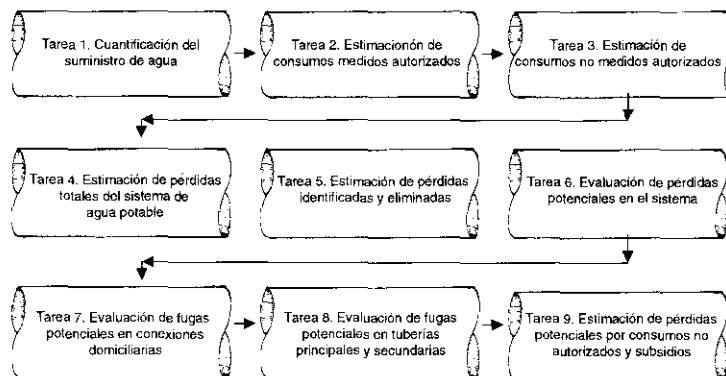 Tarea 1. Cuantificación del
suministro de agua
Tarea 2. Estimacionón de
consumos medidos autorizados
Tarea 3. Estimación de
consumos no medidos autorizados
Tarea 4. Estimación de pérdidas
totales del sistema de
agua potable
Tarea 5. Estimación de pérdidas
identificadas y eliminadas
Tarea 6. Evaluación de pérdidas
potenciales en el sistema
Tarea 7. Evaluación de fugas
potenciales en conexiones
domiciliarias
Tarea 8. Evaluación de fugas
potenciales en tuberías
principales y secundarias
Tarea 9. Estimación de pérdidas
potenciales por consumos no
autorizados y subsidios